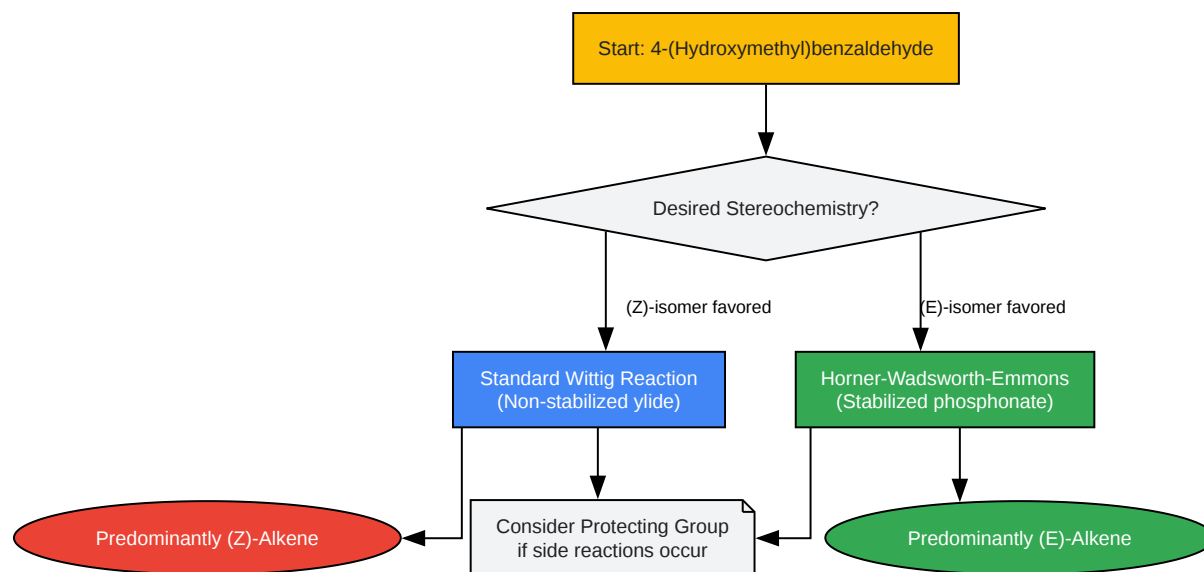 Start: 4-(Hydroxymethyl)benzaldehyde
Desired Stereochemistry?
(Z)-isomer favored
(E)-isomer favored
Standard Wittig Reaction
(Non-stabilized ylide)
Horner-Wadsworth-Emmons
(Stabilized phosphonate)
Predominantly (Z)-Alkene
Consider Protecting Group
if side reactions occur
Predominantly (E)-Alkene